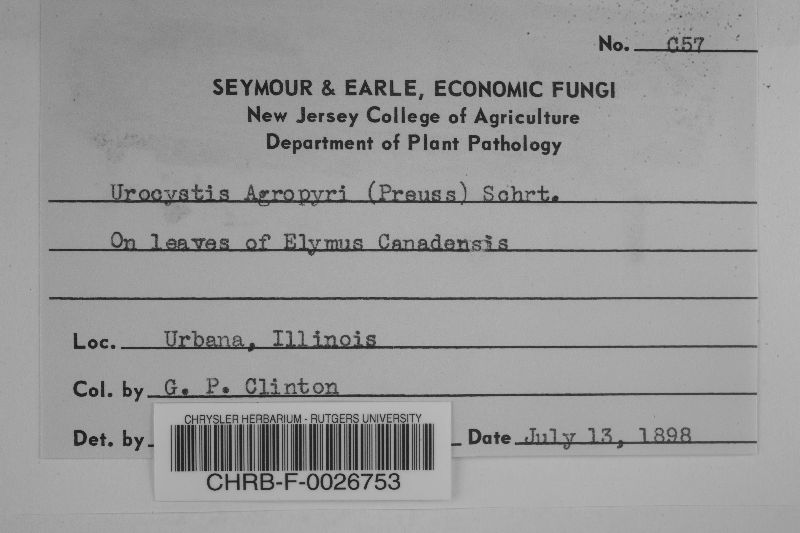 No. C57
SEYMOUR & EARLE, ECONOMIC FUNGI
New Jersey College of Agriculture
Department of Plant Pathology
Urocystis Agropyri (Preuss) Schrt.
On leaves of Elymus Canadensis
Loc. Urbana, Illinois
Col. by G. P. Clinton
Det. by
Date July 13, 1898
CHRYSLER HERBARIUM - RUTGERS UNIVERSITY
CHRB-F-0026753